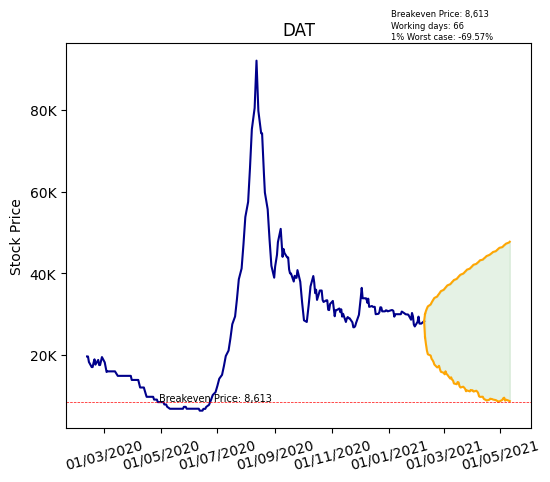 Breakeven Price: 8,613
Working days: 66
1% Worst case: -69.57%
DAT
Stock Price
80K
60K
40K
20K
Breakeven Price: 8,613
01/03/2020
01/05/2020
01/07/2020
01/09/2020
01/11/2020
01/01/2021
01/03/2021
01/05/2021